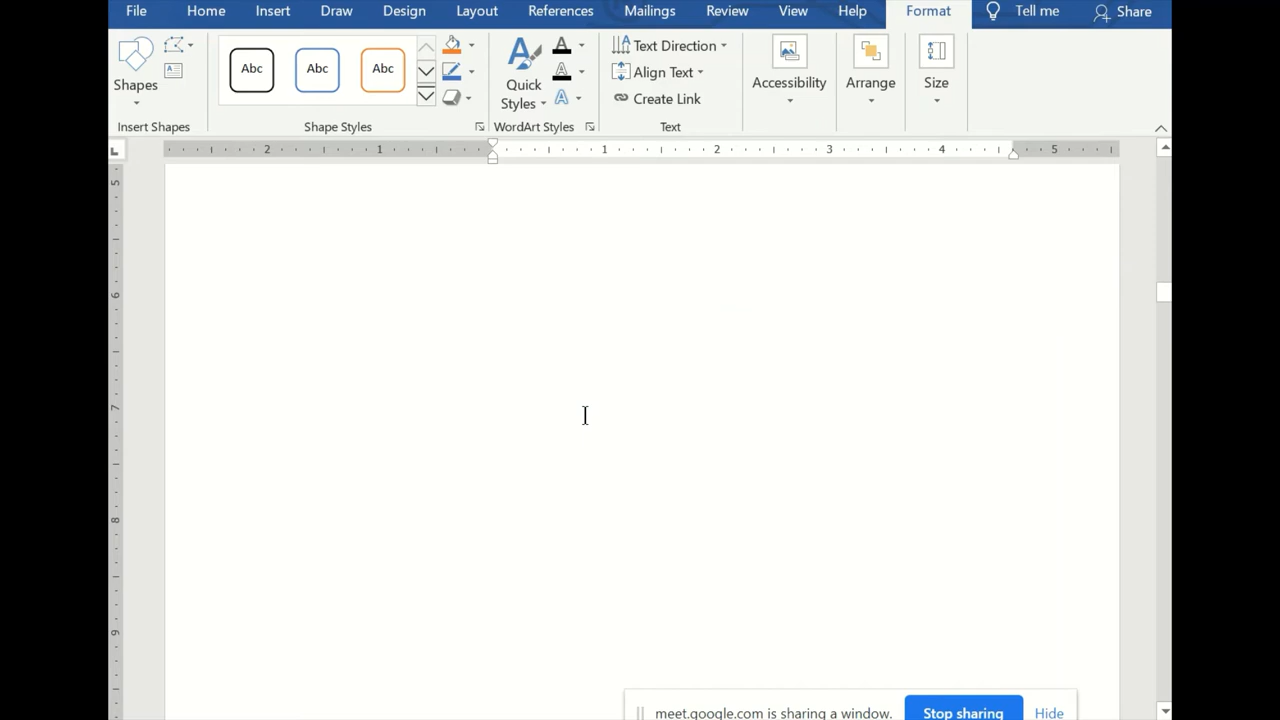 File Home Insert Draw Design Layout References Mailings Review View Help Format Tell me Share
Abc Abc Abc
Text Direction
Align Text
Create Link
Shapes
Quick
Styles
Accessibility
Arrange
Size
Insert Shapes
Shape Styles
WordArt Styles
Text
2 1 1 2 3 4 5
5
6
7
8
9
meet.google.com is sharing a window. Stop sharing Hide